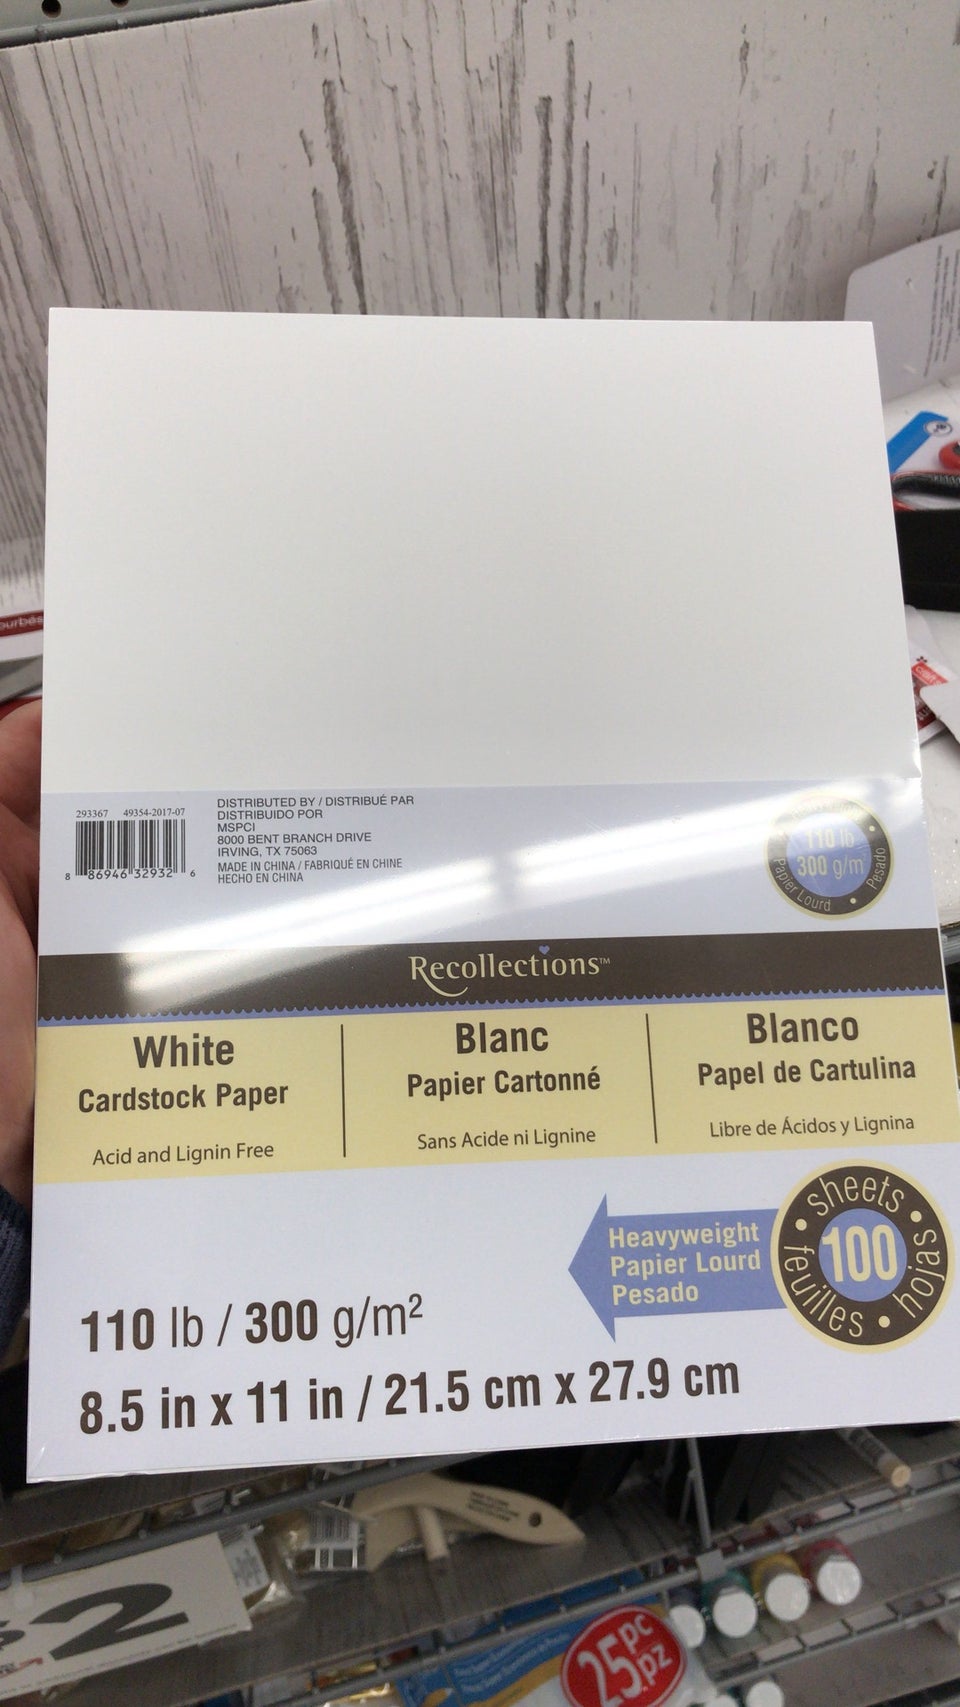 293367 49354-2017-07
8 86946 32932 6
DISTRIBUTED BY / DISTRIBUÉ PAR
DISTRIBUIDO POR
MSPCI
8000 BENT BRANCH DRIVE
IRVING, TX 75063
MADE IN CHINA / FABRIQUÉ EN CHINE
HECHO EN CHINA
110 lb
300 g/m
Papier Lourd • Pesado
Recollections™
White
Cardstock Paper
Acid and Lignin Free
Blanc
Papier Cartonné
Sans Acide ni Lignine
Blanco
Papel de Cartulina
Libre de Ácidos y Lignina
Heavyweight
Papier Lourd
Pesado
sheets • hojas • feuilles •
100
110 lb / 300 g/m²
8.5 in x 11 in / 21.5 cm x 27.9 cm
$2
25 pc
pz